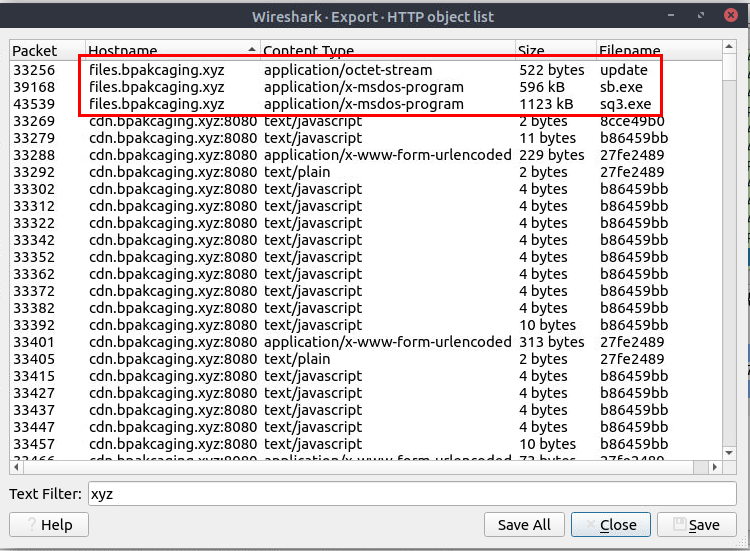 Wireshark · Export · HTTP object list
Packet Hostname Content Type Size Filename
33256 files.bpakcaging.xyz application/octet-stream 522 bytes update
39168 files.bpakcaging.xyz application/x-msdos-program 596 kB sb.exe
43539 files.bpakcaging.xyz application/x-msdos-program 1123 kB sq3.exe
33269 cdn.bpakcaging.xyz:8080 text/javascript 2 bytes 8cce49b0
33279 cdn.bpakcaging.xyz:8080 text/javascript 11 bytes b86459bb
33288 cdn.bpakcaging.xyz:8080 application/x-www-form-urlencoded 229 bytes 27fe2489
33292 cdn.bpakcaging.xyz:8080 text/plain 2 bytes 27fe2489
33302 cdn.bpakcaging.xyz:8080 text/javascript 4 bytes b86459bb
33312 cdn.bpakcaging.xyz:8080 text/javascript 4 bytes b86459bb
33322 cdn.bpakcaging.xyz:8080 text/javascript 4 bytes b86459bb
33342 cdn.bpakcaging.xyz:8080 text/javascript 4 bytes b86459bb
33352 cdn.bpakcaging.xyz:8080 text/javascript 4 bytes b86459bb
33362 cdn.bpakcaging.xyz:8080 text/javascript 4 bytes b86459bb
33372 cdn.bpakcaging.xyz:8080 text/javascript 4 bytes b86459bb
33382 cdn.bpakcaging.xyz:8080 text/javascript 4 bytes b86459bb
33392 cdn.bpakcaging.xyz:8080 text/javascript 10 bytes b86459bb
33401 cdn.bpakcaging.xyz:8080 application/x-www-form-urlencoded 313 bytes 27fe2489
33405 cdn.bpakcaging.xyz:8080 text/plain 2 bytes 27fe2489
33415 cdn.bpakcaging.xyz:8080 text/javascript 4 bytes b86459bb
33427 cdn.bpakcaging.xyz:8080 text/javascript 4 bytes b86459bb
33437 cdn.bpakcaging.xyz:8080 text/javascript 4 bytes b86459bb
33447 cdn.bpakcaging.xyz:8080 text/javascript 4 bytes b86459bb
33457 cdn.bpakcaging.xyz:8080 text/javascript 10 bytes b86459bb
33466 cdn.bpakcaging.xyz:8080 application/x-www-form-urlencoded 73 bytes 27fe2489
Text Filter: xyz
Help Save All Close Save